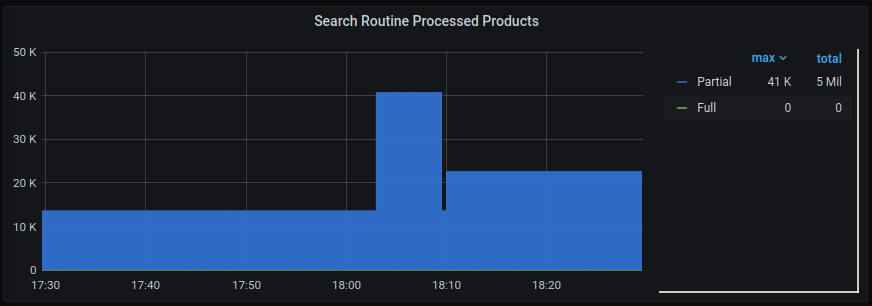 Search Routine Processed Products
50 K
40 K
30 K
20 K
10 K
0
17:30 17:40 17:50 18:00 18:10 18:20
max total
Partial 41 K 5 Mil
Full 0 0